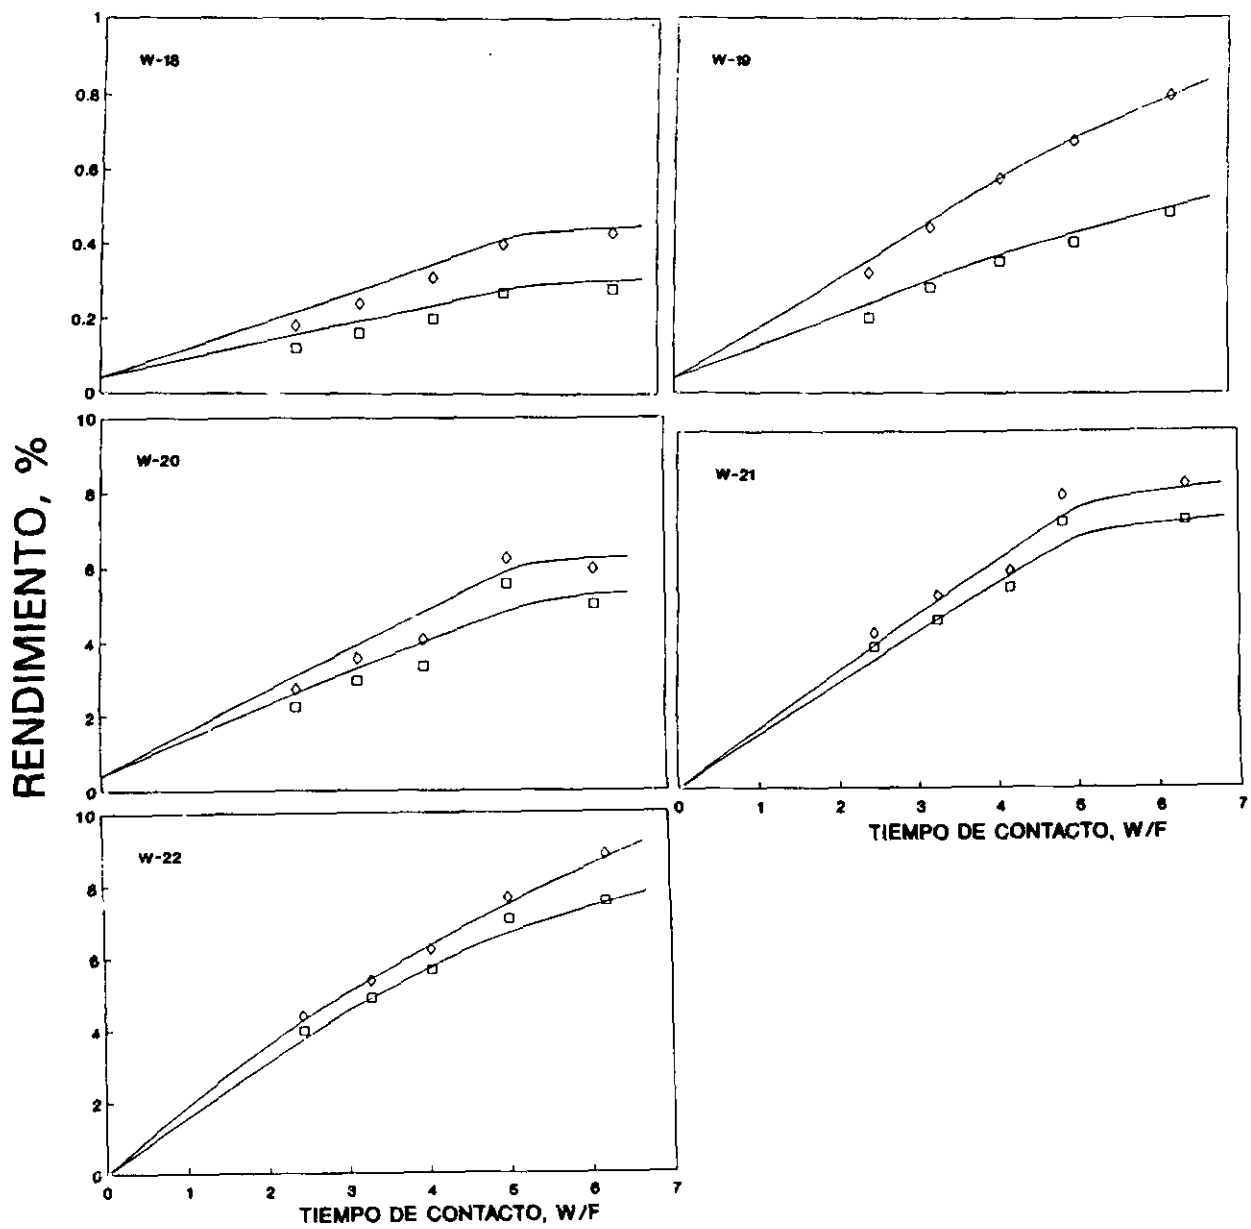 1
0.8
0.6
0.4
0.2
0
W-18
W-19
RENDIMIENTO, %
10
8
6
4
2
0
W-20
W-21
0 1 2 3 4 5 6 7
TIEMPO DE CONTACTO, W/F
10
8
6
4
2
0
W-22
0 1 2 3 4 5 6 7
TIEMPO DE CONTACTO, W/F